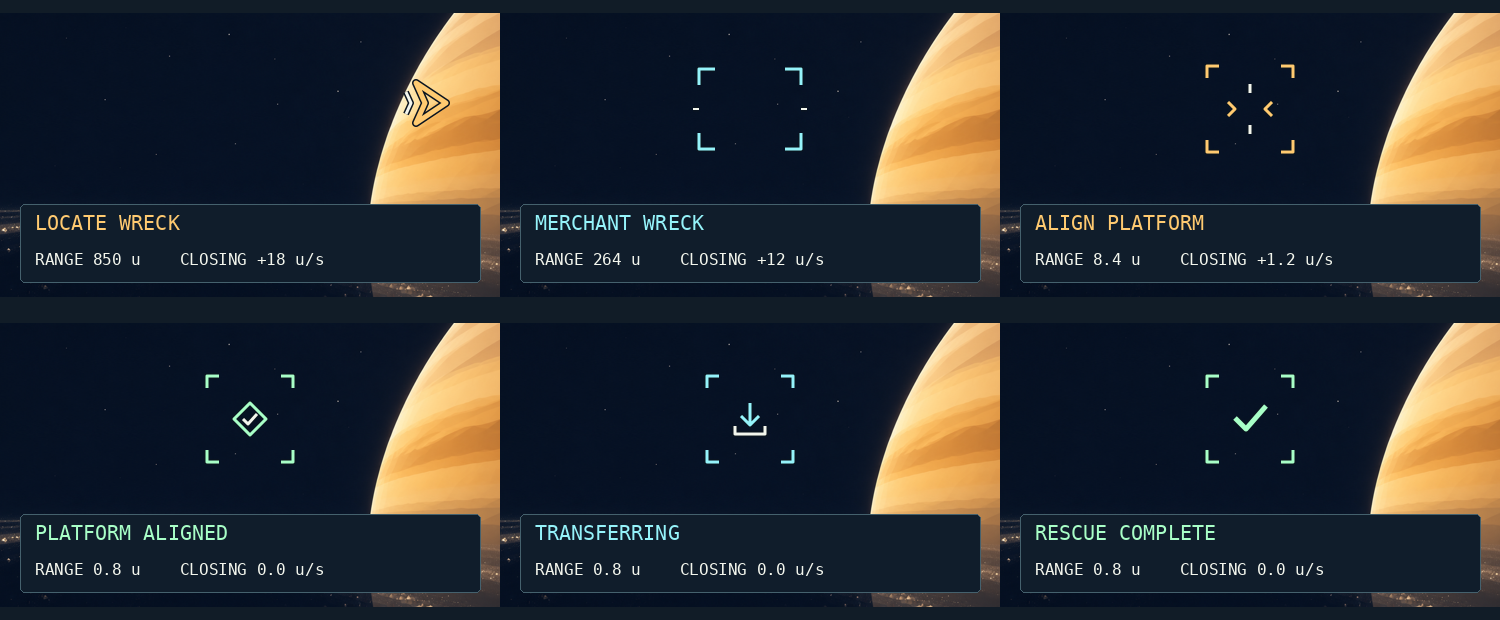 LOCATE WRECK
RANGE 850 u CLOSING +18 u/s
MERCHANT WRECK
RANGE 264 u CLOSING +12 u/s
ALIGN PLATFORM
RANGE 8.4 u CLOSING +1.2 u/s
PLATFORM ALIGNED
RANGE 0.8 u CLOSING 0.0 u/s
TRANSFERRING
RANGE 0.8 u CLOSING 0.0 u/s
RESCUE COMPLETE
RANGE 0.8 u CLOSING 0.0 u/s